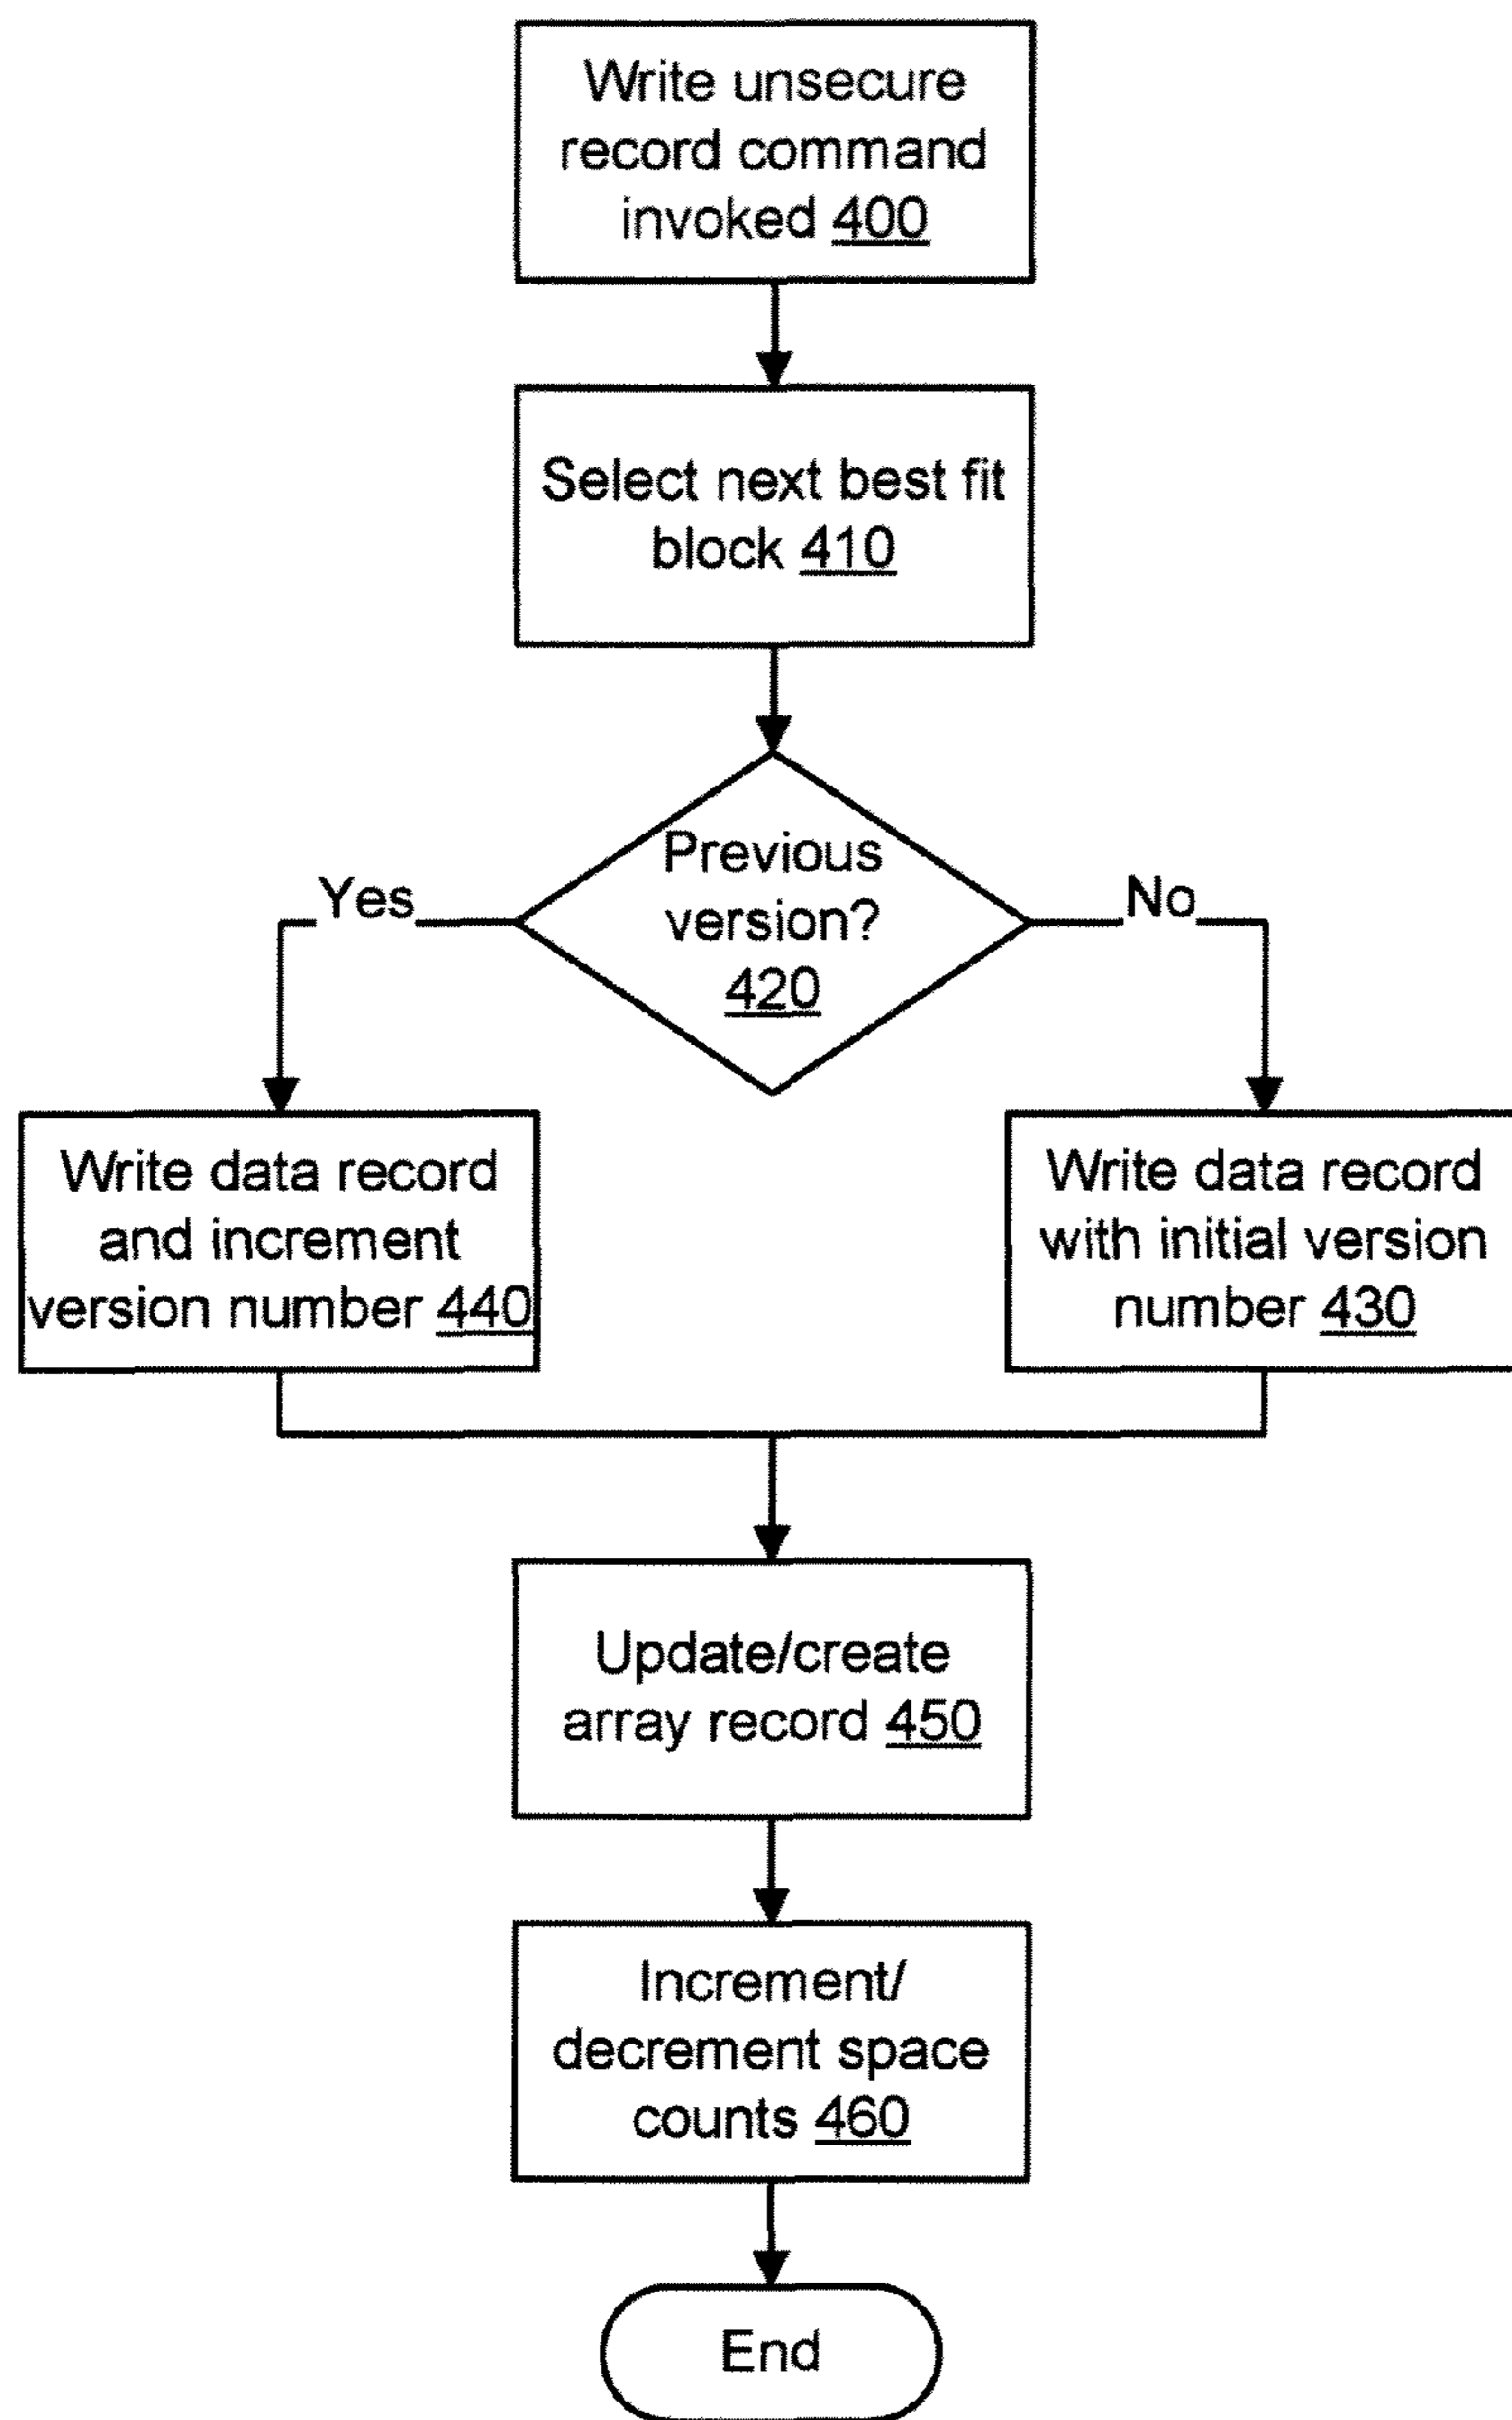 Write unsecure
record command
invoked 400
Select next best fit
block 410
Previous
version?
420
Yes
No
Write data record
and increment
version number 440
Write data record
with initial version
number 430
Update/create
array record 450
Increment/
decrement space
counts 460
End